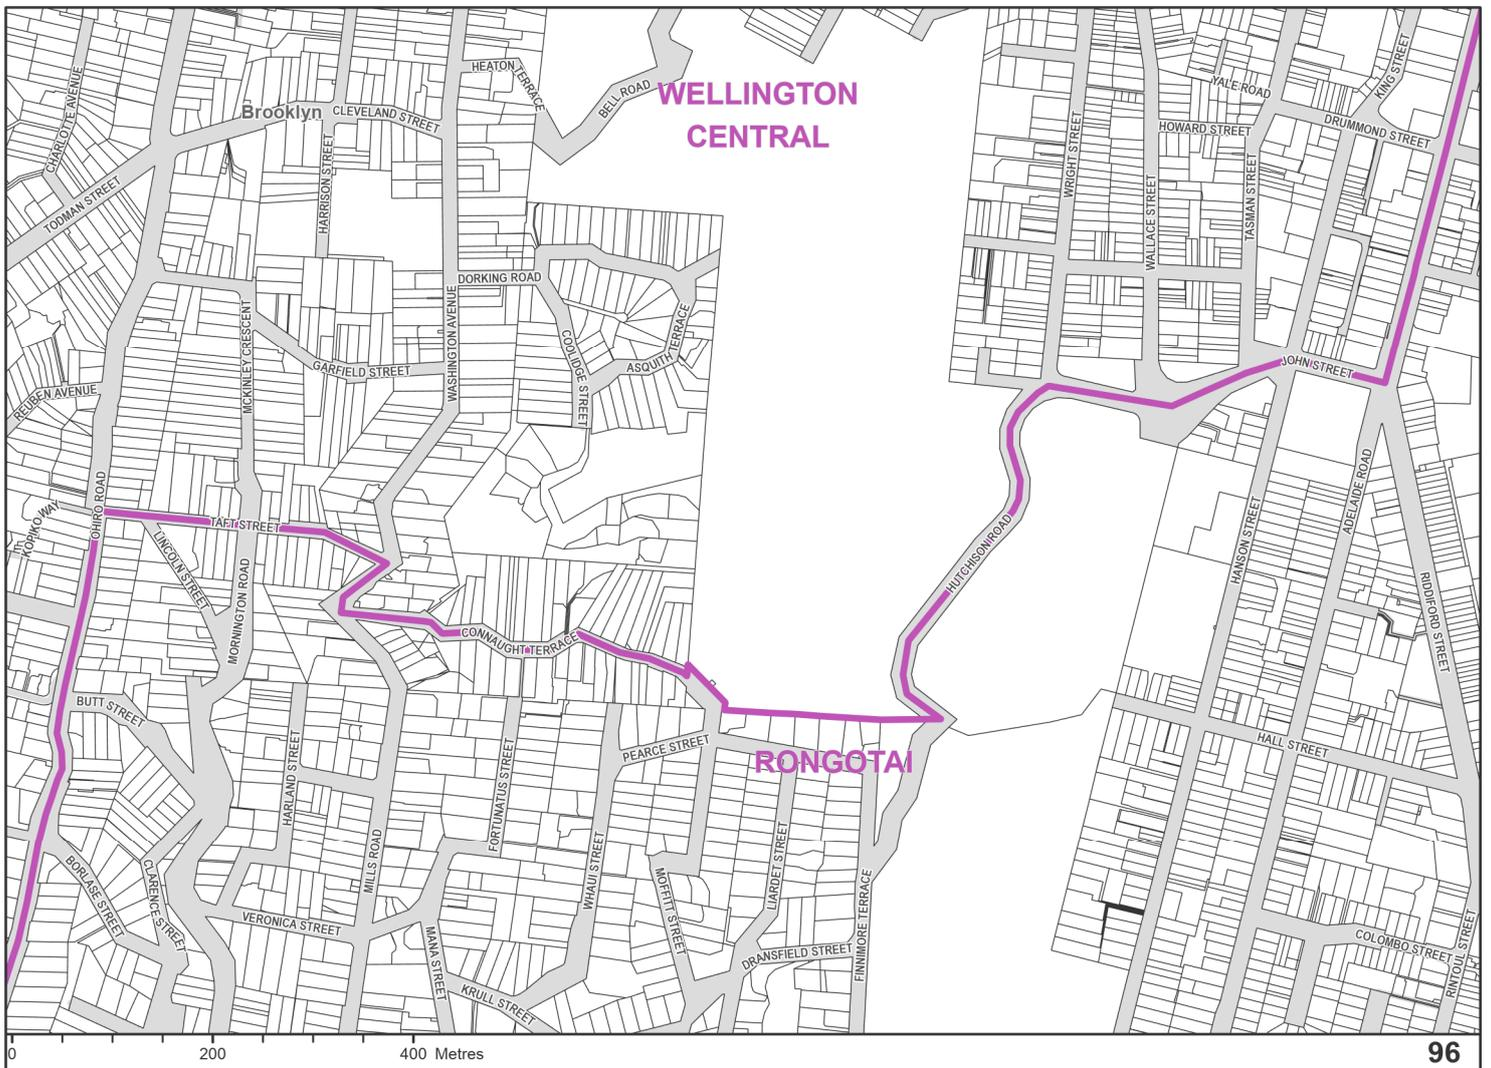 CHARLOTTE AVENUE
TODMAN STREET
Brooklyn
CLEVELAND STREET
HARRISON STREET
HEATON TERRACE
BELL ROAD
WELLINGTON
CENTRAL
WRIGHT STREET
HOWARD STREET
YALE ROAD
KING STREET
DRUMMOND STREET
TASMAN STREET
WALLACE STREET
DORKING ROAD
WASHINGTON AVENUE
MCKINLEY CRESCENT
GARFIELD STREET
COOLIDGE STREET
ASQUITH TERRACE
REUBEN AVENUE
JOHN STREET
KOPIKO WAY
OHIRO ROAD
TAFT STREET
LINCOLN STREET
MORNINGTON ROAD
HUTCHISON ROAD
HANSON STREET
ADELAIDE ROAD
RIDDIFORD STREET
CONNAUGHT TERRACE
BUTT STREET
HARLAND STREET
FORTUNATUS STREET
PEARCE STREET
RONGOTAI
HALL STREET
BORLASE STREET
CLARENCE STREET
MILLS ROAD
WHAUI STREET
MOFFITT STREET
LIARDET STREET
FINNIMORE TERRACE
VERONICA STREET
MANA STREET
KRULL STREET
DRANSFIELD STREET
COLOMBO STREET
RINTOUL STREET
0 200 400 Metres
96